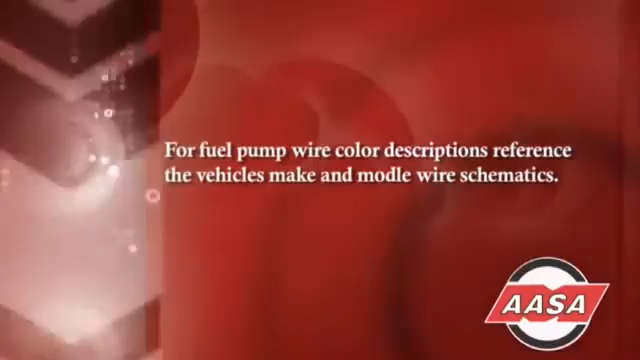 For fuel pump wire color descriptions reference
the vehicles make and modle wire schematics.
AASA